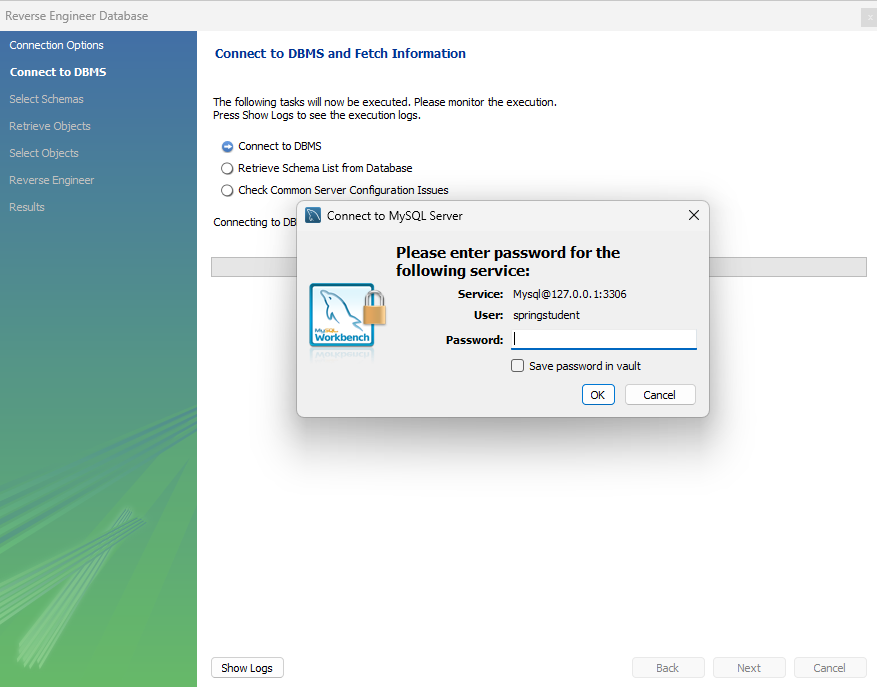 Reverse Engineer Database
Connection Options
Connect to DBMS
Select Schemas
Retrieve Objects
Select Objects
Reverse Engineer
Results
Connect to DBMS and Fetch Information
The following tasks will now be executed. Please monitor the execution.
Press Show Logs to see the execution logs.
Connect to DBMS
Retrieve Schema List from Database
Check Common Server Configuration Issues
Connecting to DB
Connect to MySQL Server
Please enter password for the
following service:
Service: Mysql@127.0.0.1:3306
User: springstudent
Password:
Save password in vault
OK Cancel
MySQL
Workbench
Show Logs Back Next Cancel